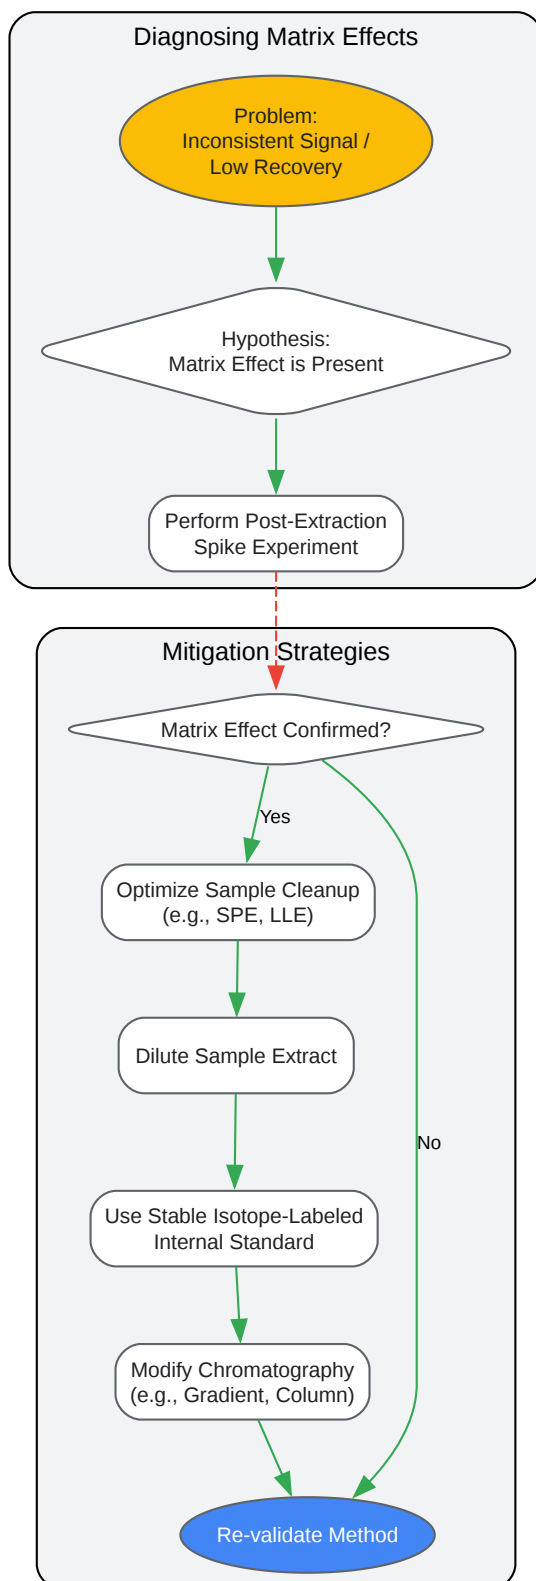 Diagnosing Matrix Effects
Problem:
Inconsistent Signal /
Low Recovery
Hypothesis:
Matrix Effect is Present
Perform Post-Extraction
Spike Experiment
Mitigation Strategies
Matrix Effect Confirmed?
Yes
Optimize Sample Cleanup
(e.g., SPE, LLE)
Dilute Sample Extract
No
Use Stable Isotope-Labeled
Internal Standard
Modify Chromatography
(e.g., Gradient, Column)
Re-validate Method